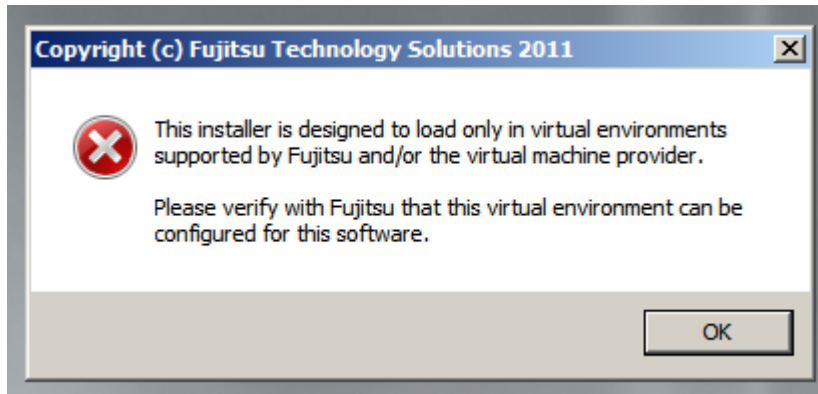 Copyright (c) Fujitsu Technology Solutions 2011
This installer is designed to load only in virtual environments
supported by Fujitsu and/or the virtual machine provider.
Please verify with Fujitsu that this virtual environment can be
configured for this software.
OK